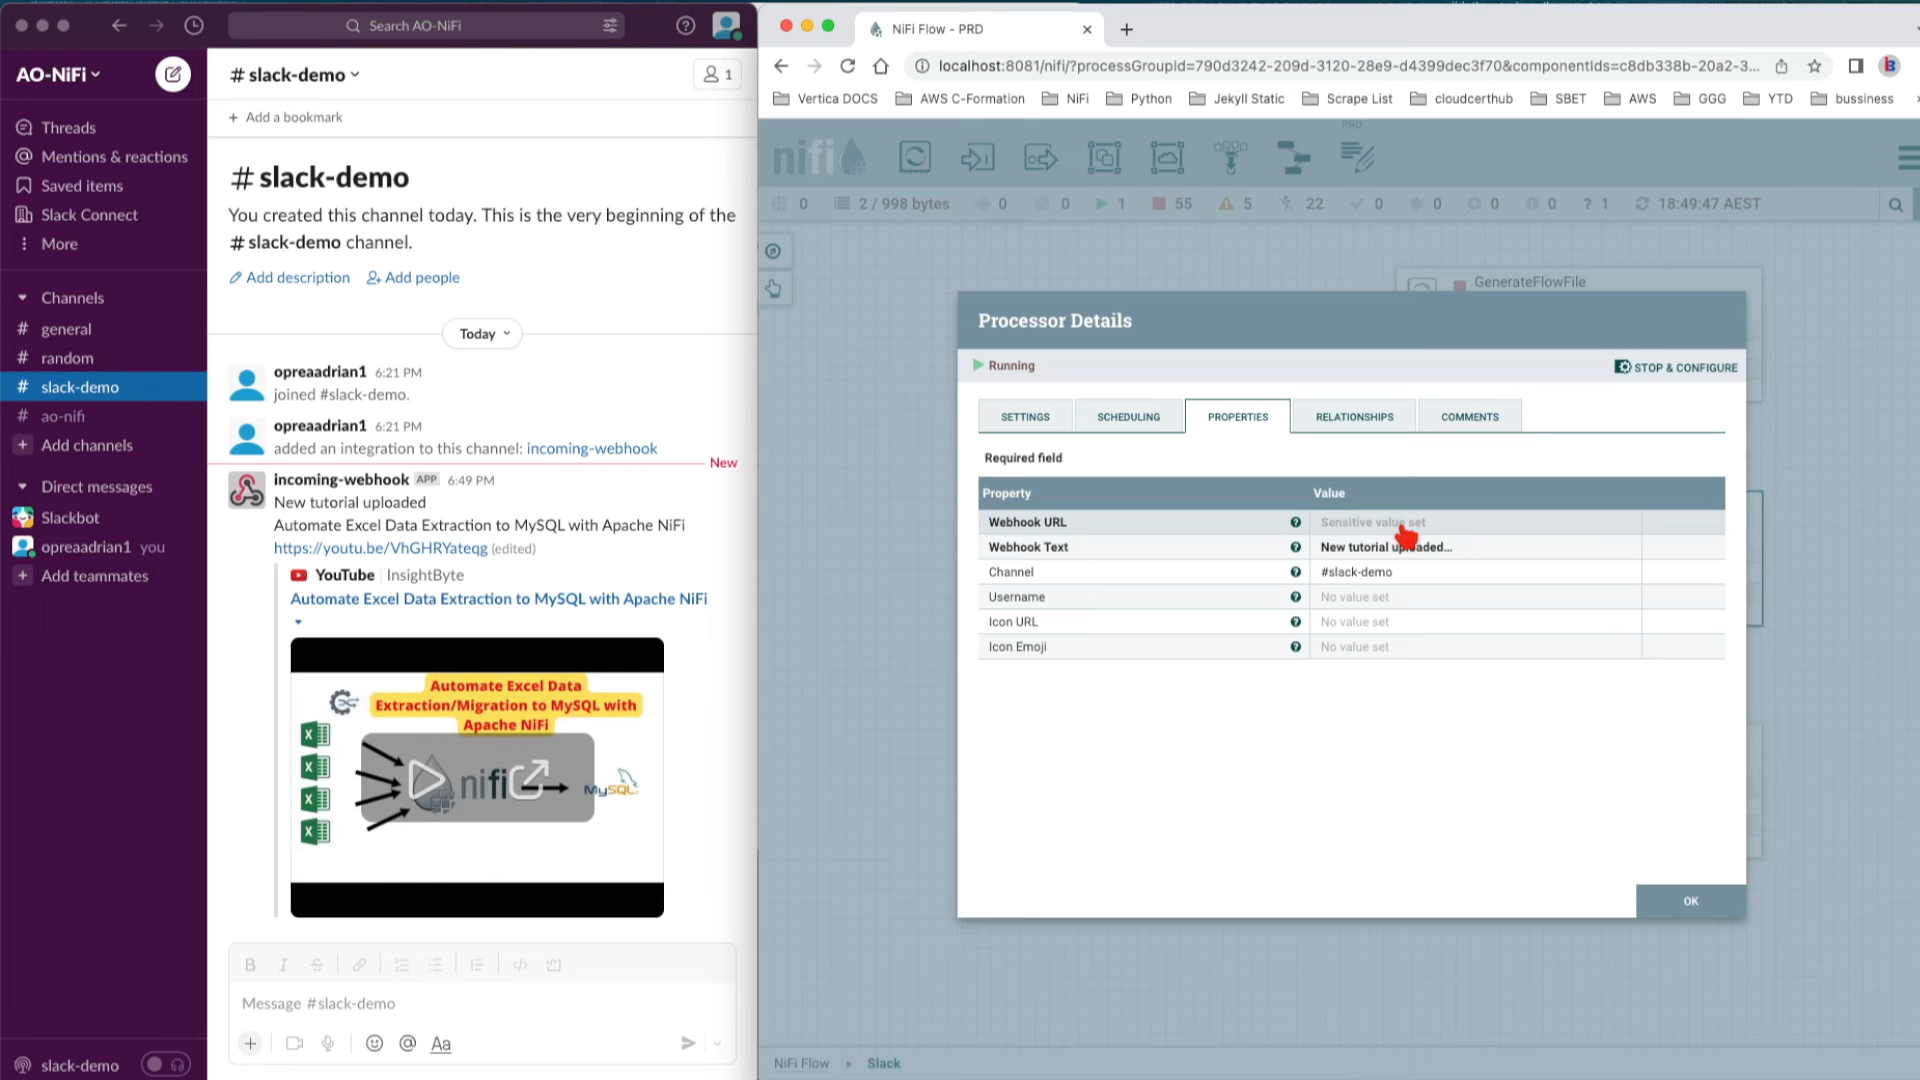 Search AO-NiFi
AO-NiFi
Threads
Mentions & reactions
Saved items
Slack Connect
More
Channels
# general
# random
# slack-demo
# ao-nifi
+ Add channels
Direct messages
Slackbot
opreaadrian1 you
+ Add teammates
slack-demo
# slack-demo
1
+ Add a bookmark
# slack-demo
You created this channel today. This is the very beginning of the
# slack-demo channel.
Add description Add people
Today
opreaadrian1 6:21 PM
joined #slack-demo.
opreaadrian1 6:21 PM
added an integration to this channel: incoming-webhook
New
incoming-webhook APP 6:49 PM
New tutorial uploaded
Automate Excel Data Extraction to MySQL with Apache NiFi
https://youtu.be/VhGHRYateqg (edited)
YouTube | InsightByte
Automate Excel Data Extraction to MySQL with Apache NiFi
Automate Excel Data
Extraction/Migration to MySQL with
Apache NiFi
X
X
X
X
nifi
MySQL
B I S
Message #slack-demo
+ @ Aa
NiFi Flow - PRD
localhost:8081/nifi/?processGroupId=790d3242-209d-3120-28e9-d4399dec3f70&componentIds=c8db338b-20a2-3...
Vertica DOCS AWS C-Formation NiFi Python Jekyll Static Scrape List cloudcerthub SBET AWS GGG YTD bussiness
PRD
nifi
0 2 / 998 bytes 0 0 1 55 5 22 0 0 0 0 ? 1 18:49:47 AEST
GenerateFlowFile
Processor Details
Running
STOP & CONFIGURE
SETTINGS SCHEDULING PROPERTIES RELATIONSHIPS COMMENTS
Required field
Property Value
Webhook URL Sensitive value set
Webhook Text New tutorial uploaded...
Channel #slack-demo
Username No value set
Icon URL No value set
Icon Emoji No value set
OK
NiFi Flow » Slack